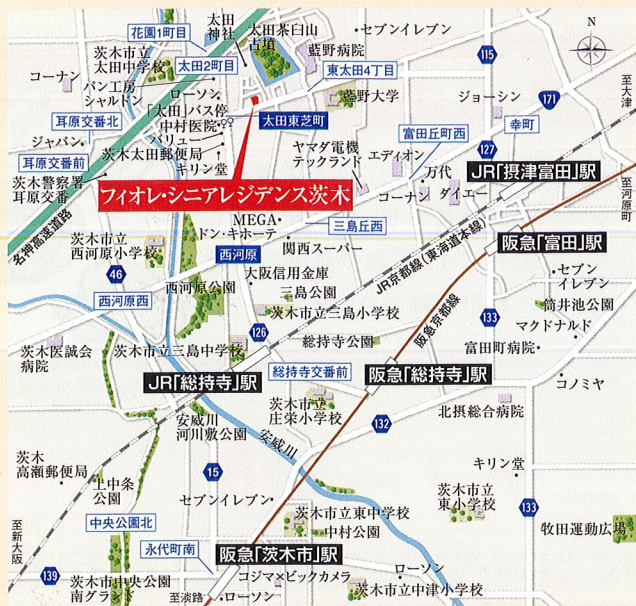 花園1町目
太田
神社
太田茶臼山
古墳
セブンイレブン
N
茨木市立
太田中学校
太田2町目
藍野病院
東太田4丁目
115
至大津
コーナン
パン工房
シャルドン
ローソン
藍野大学
ジョーシン
171
「太田」バス停
耳原交番北
中村医院
太田東芝町
富田丘町西
幸町
ジャパン
バリュー
ヤマダ電機
テックランド
エディオン
127
耳原交番前
茨木太田郵便局
キリン堂
万代
JR「摂津富田」駅
茨木警察署
耳原交番
フィオレ・シニアレジデンス茨木
コーナン
ダイエー
至河原町
名神高速道路
MEGA
ドン・キホーテ
三島丘西
茨木市立
西河原小学校
西河原
関西スーパー
JR京都線(東海道本線)
阪急「富田」駅
46
大阪信用金庫
セブン
イレブン
西河原西
西河原公園
三島公園
阪急京都線
133
筒井池公園
茨木市立三島小学校
マクドナルド
126
茨木医誠会
病院
茨木市立三島中学校
総持寺公園
富田町病院
JR「総持寺」駅
総持寺交番前
阪急「総持寺」駅
コノミヤ
安威川
河川敷公園
茨木市立
庄栄小学校
132
北摂総合病院
安威川
茨木
高瀬郵便局
上中条
公園
15
キリン堂
セブンイレブン
茨木市立
東小学校
133
中央公園北
茨木市立東中学校
至新大阪
中村公園
牧田運動広場
永代町南
阪急「茨木市」駅
139
茨木市中央公園
南グランド
至淡路
コジマ×ビックカメラ
ローソン
ローソン
茨木市立中津小学校